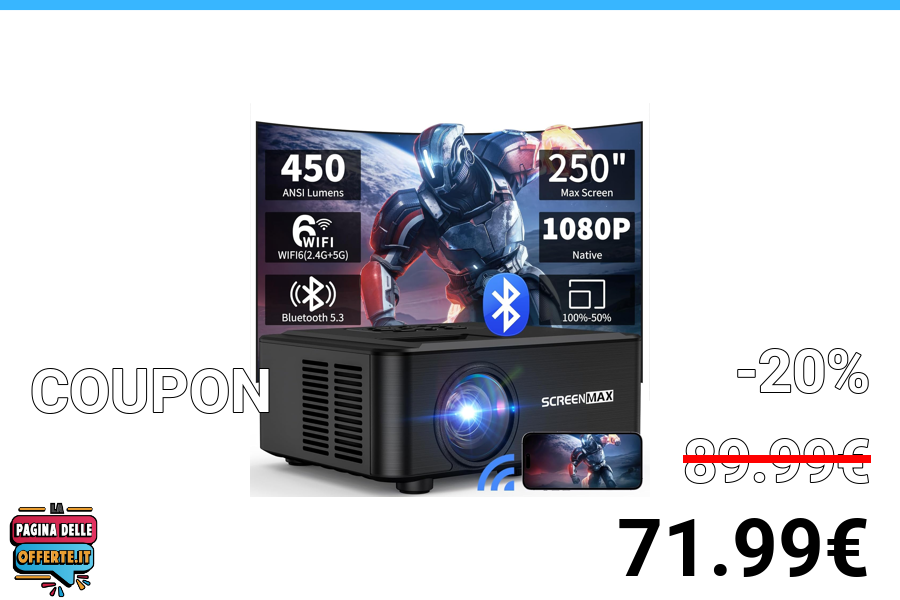 450
ANSI Lumens
250"
Max Screen
6 WIFI
WIFI6(2.4G+5G)
1080P
Native
Bluetooth 5.3
100%-50%
SCREENMAX
COUPON
-20%
89.99€
71.99€
LA
PAGINA DELLE
OFFERTE.IT